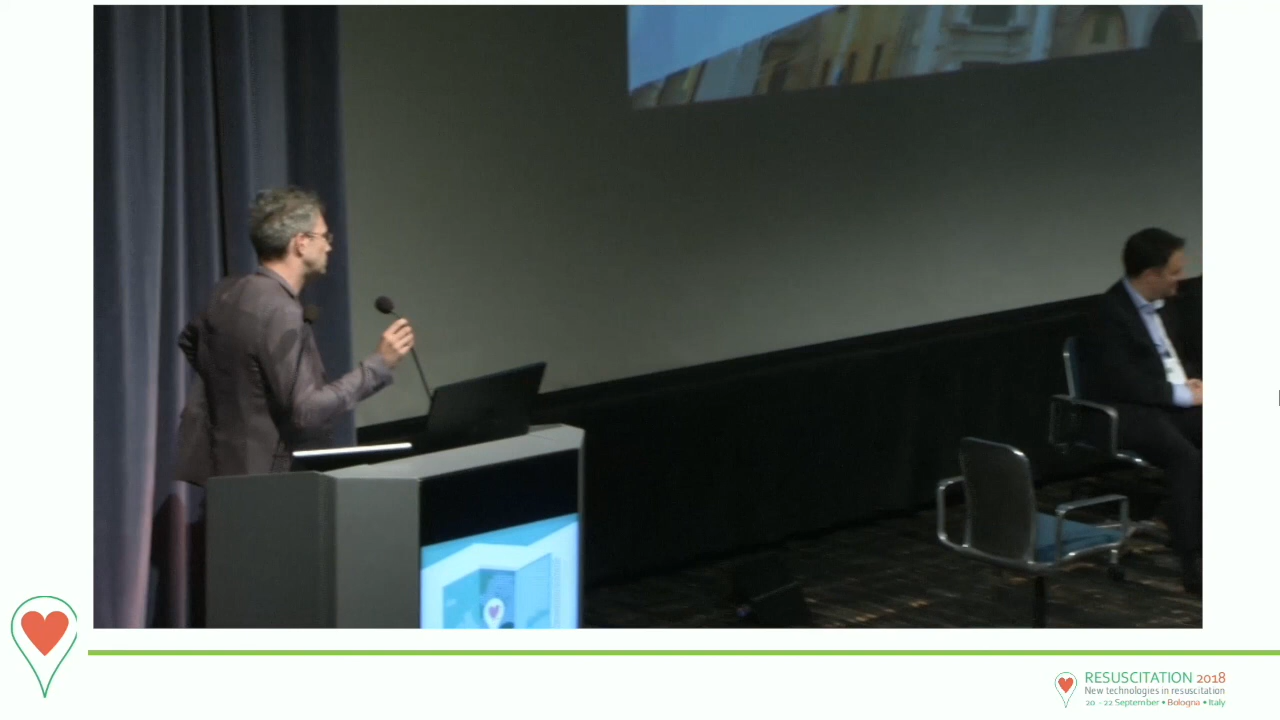 RESUSCITATION 2018
New technologies in resuscitation
20 - 22 September • Bologna • Italy